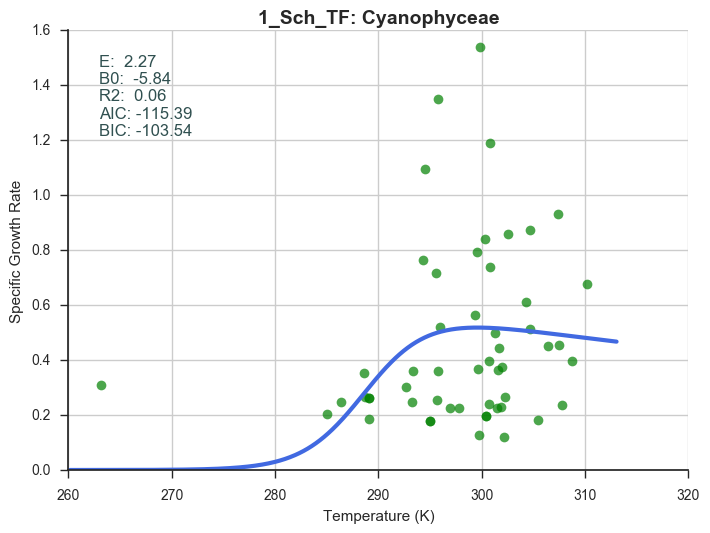 1_Sch_TF: Cyanophyceae
E:  2.27
B0:  -5.84
R2:  0.06
AIC: -115.39
BIC: -103.54
Specific Growth Rate
1.6
1.4
1.2
1.0
0.8
0.6
0.4
0.2
0.0
260 270 280 290 300 310 320
Temperature (K)